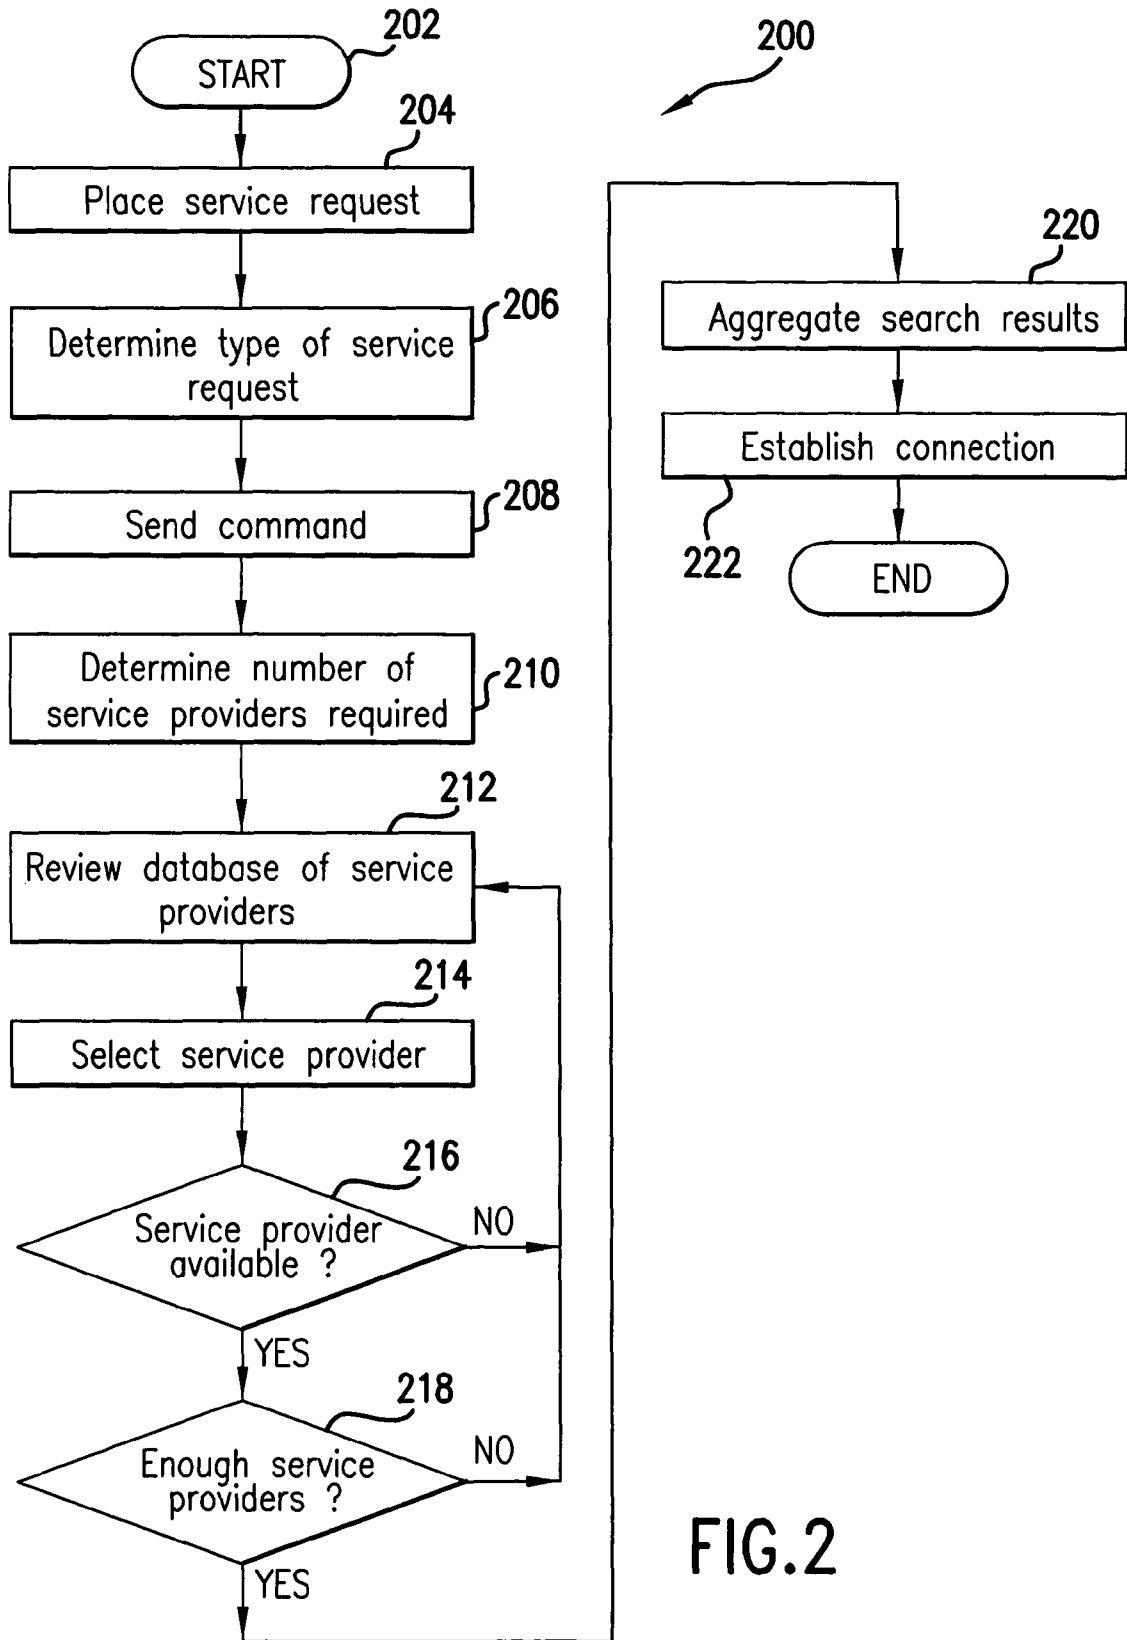 202
START
204
Place service request
206
Determine type of service
request
208
Send command
210
Determine number of
service providers required
212
Review database of service
providers
214
Select service provider
216
Service provider
available ?
NO
YES
218
Enough service
providers ?
NO
YES
200
220
Aggregate search results
Establish connection
222
END
FIG.2